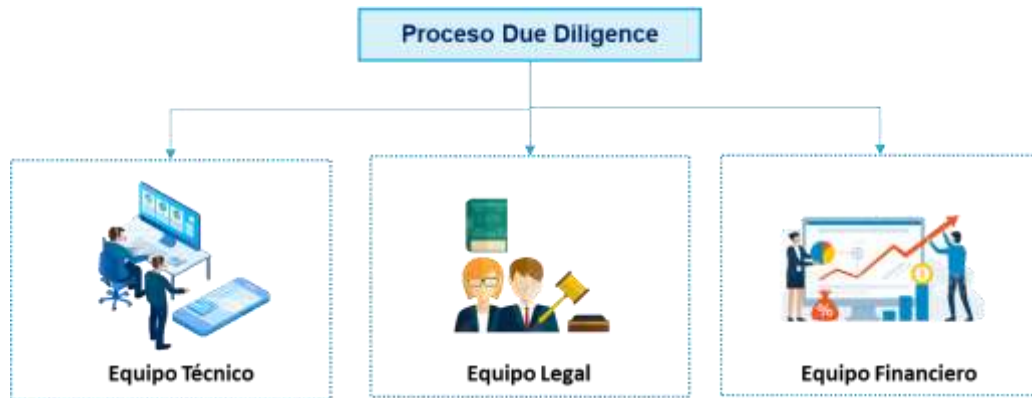 Proceso Due Diligence
Equipo Técnico
Equipo Legal
Equipo Financiero
%